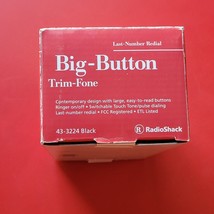 Last-Number Redial
Big-Button
Trim-Fone
Contemporary design with large, easy-to-read buttons
Ringer on/off • Switchable Touch Tone/pulse dialing
Last-number redial • FCC Registered • ETL Listed
43-3224 Black
R RadioShack